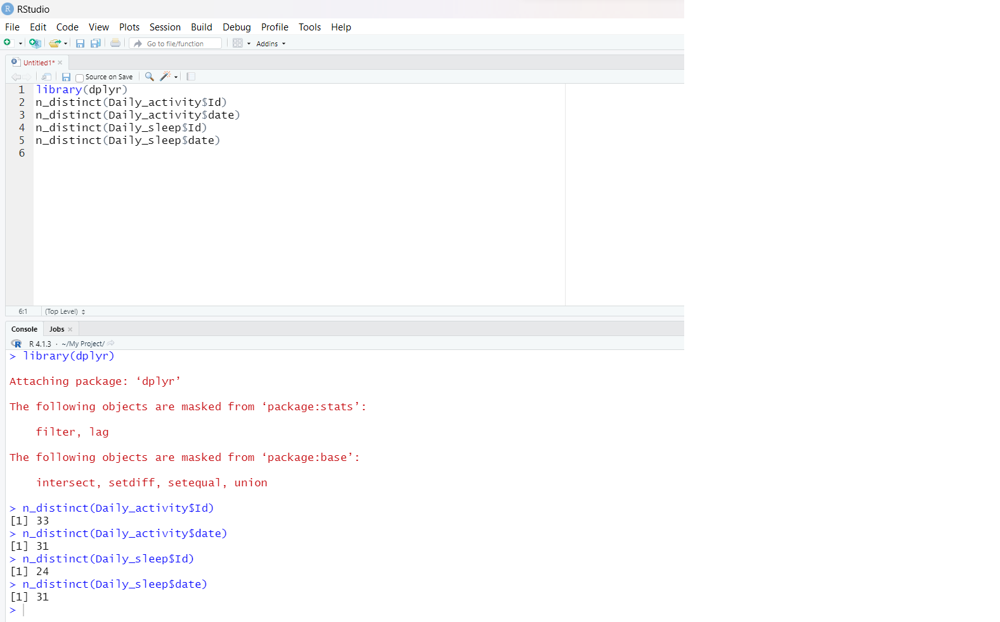 RStudio
File Edit Code View Plots Session Build Debug Profile Tools Help
Go to file/function Addins
Untitled1*
Source on Save
1 library(dplyr)
2 n_distinct(Daily_activity$Id)
3 n_distinct(Daily_activity$date)
4 n_distinct(Daily_sleep$Id)
5 n_distinct(Daily_sleep$date)
6
6:1 (Top Level)
Console Jobs
R 4.1.3 · ~/My Project/
> library(dplyr)
Attaching package: ‘dplyr’
The following objects are masked from ‘package:stats’:
filter, lag
The following objects are masked from ‘package:base’:
intersect, setdiff, setequal, union
> n_distinct(Daily_activity$Id)
[1] 33
> n_distinct(Daily_activity$date)
[1] 31
> n_distinct(Daily_sleep$Id)
[1] 24
> n_distinct(Daily_sleep$date)
[1] 31
>